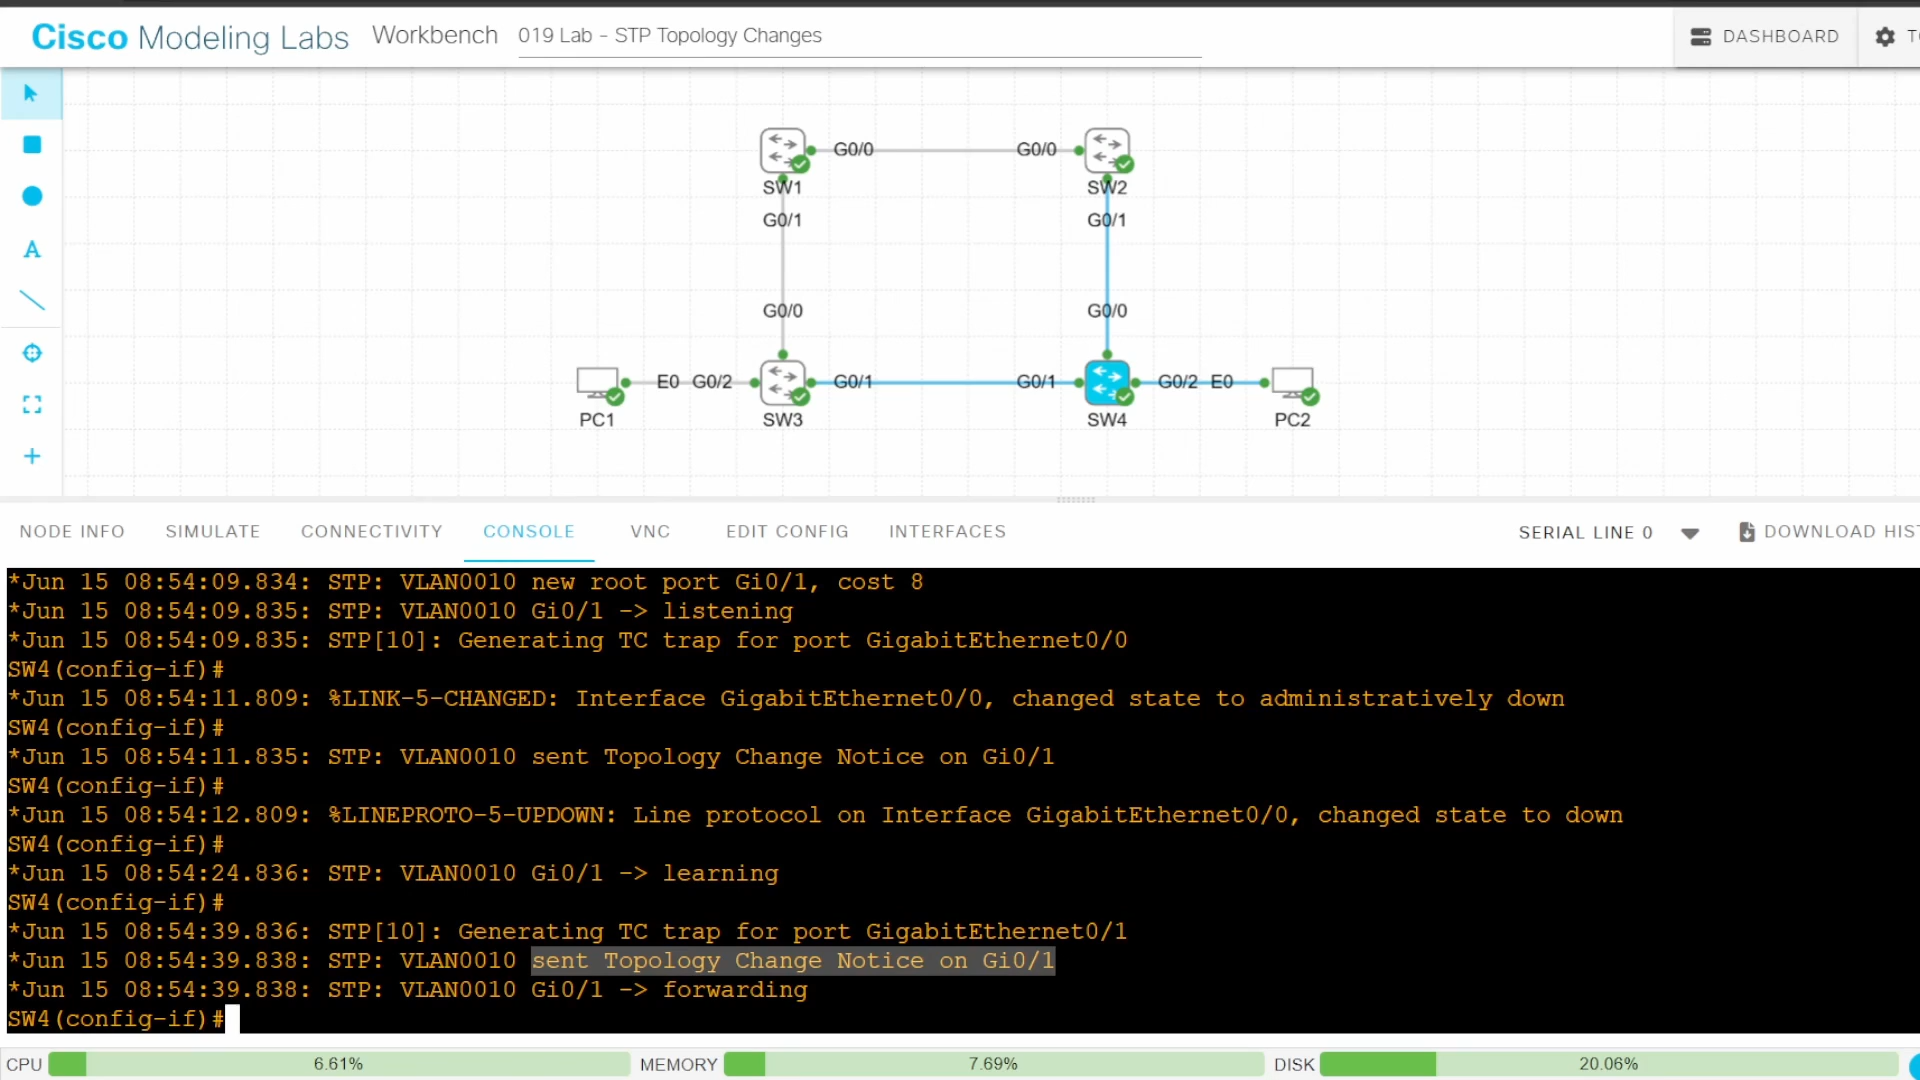 Cisco Modeling Labs Workbench 019 Lab - STP Topology Changes DASHBOARD
A
G0/0 G0/0
SW1 SW2
G0/1 G0/1
G0/0 G0/0
E0 G0/2 G0/1 G0/1 G0/2 E0
PC1 SW3 SW4 PC2
NODE INFO SIMULATE CONNECTIVITY CONSOLE VNC EDIT CONFIG INTERFACES SERIAL LINE 0 DOWNLOAD HIST
*Jun 15 08:54:09.834: STP: VLAN0010 new root port Gi0/1, cost 8
*Jun 15 08:54:09.835: STP: VLAN0010 Gi0/1 -> listening
*Jun 15 08:54:09.835: STP[10]: Generating TC trap for port GigabitEthernet0/0
SW4(config-if)#
*Jun 15 08:54:11.809: %LINK-5-CHANGED: Interface GigabitEthernet0/0, changed state to administratively down
SW4(config-if)#
*Jun 15 08:54:11.835: STP: VLAN0010 sent Topology Change Notice on Gi0/1
SW4(config-if)#
*Jun 15 08:54:12.809: %LINEPROTO-5-UPDOWN: Line protocol on Interface GigabitEthernet0/0, changed state to down
SW4(config-if)#
*Jun 15 08:54:24.836: STP: VLAN0010 Gi0/1 -> learning
SW4(config-if)#
*Jun 15 08:54:39.836: STP[10]: Generating TC trap for port GigabitEthernet0/1
*Jun 15 08:54:39.838: STP: VLAN0010 sent Topology Change Notice on Gi0/1
*Jun 15 08:54:39.838: STP: VLAN0010 Gi0/1 -> forwarding
SW4(config-if)#
CPU 6.61% MEMORY 7.69% DISK 20.06%